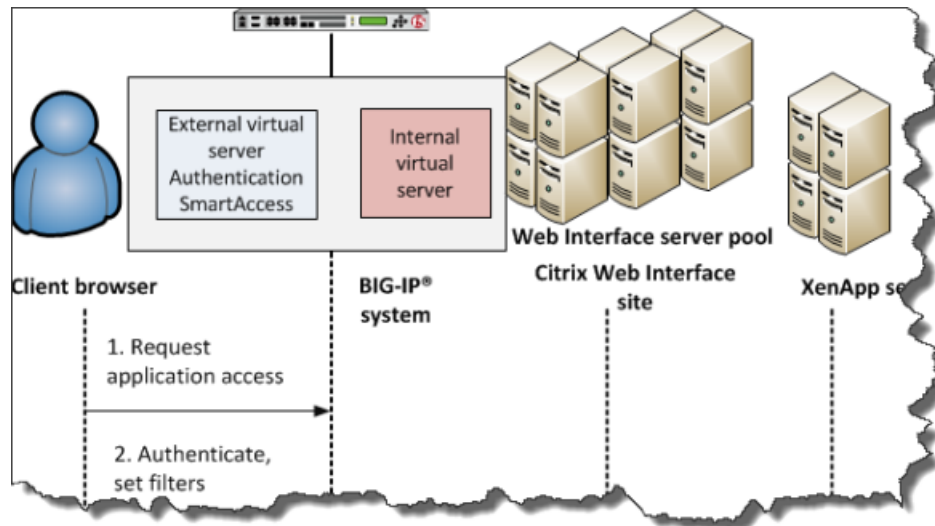 External virtual
server
Authentication
SmartAccess
Internal
virtual
server
Web Interface server pool
Client browser
BIG-IP®
system
Citrix Web Interface
site
XenApp
1. Request
application access
2. Authenticate,
set filters